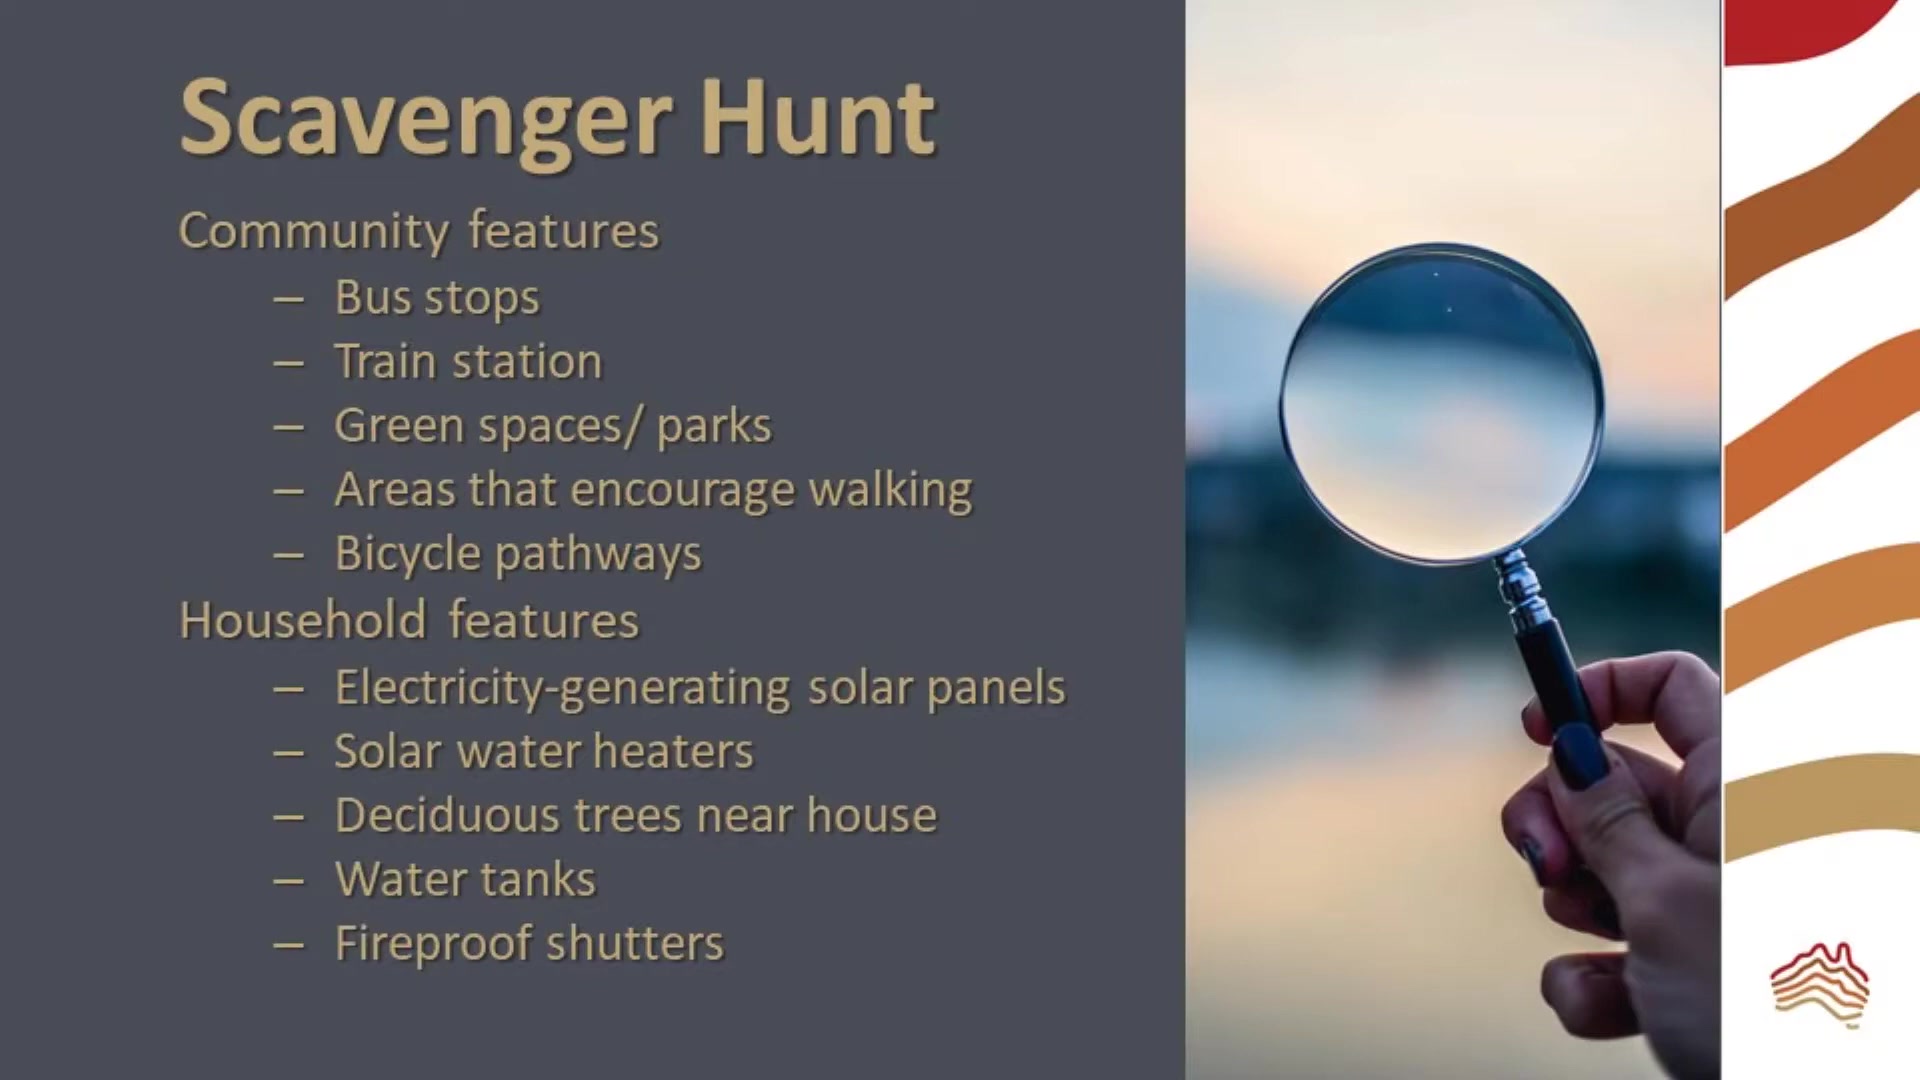 Scavenger Hunt
Community features
– Bus stops
– Train station
– Green spaces/ parks
– Areas that encourage walking
– Bicycle pathways
Household features
– Electricity-generating solar panels
– Solar water heaters
– Deciduous trees near house
– Water tanks
– Fireproof shutters